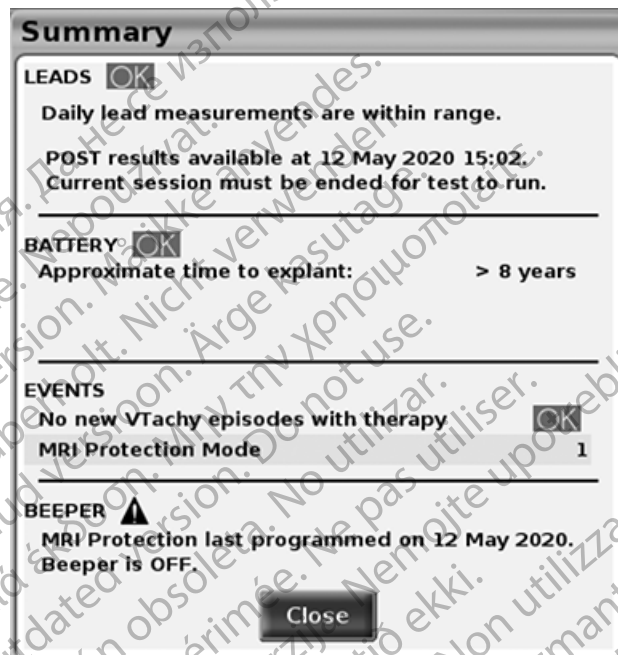 Summary
LEADS OK
Daily lead measurements are within range.
POST results available at 12 May 2020 15:02.
Current session must be ended for test to run.
BATTERY OK
Approximate time to explant: > 8 years
EVENTS
No new VTachy episodes with therapy OK
MRI Protection Mode 1
BEEPER
MRI Protection last programmed on 12 May 2020.
Beeper is OFF.
Close